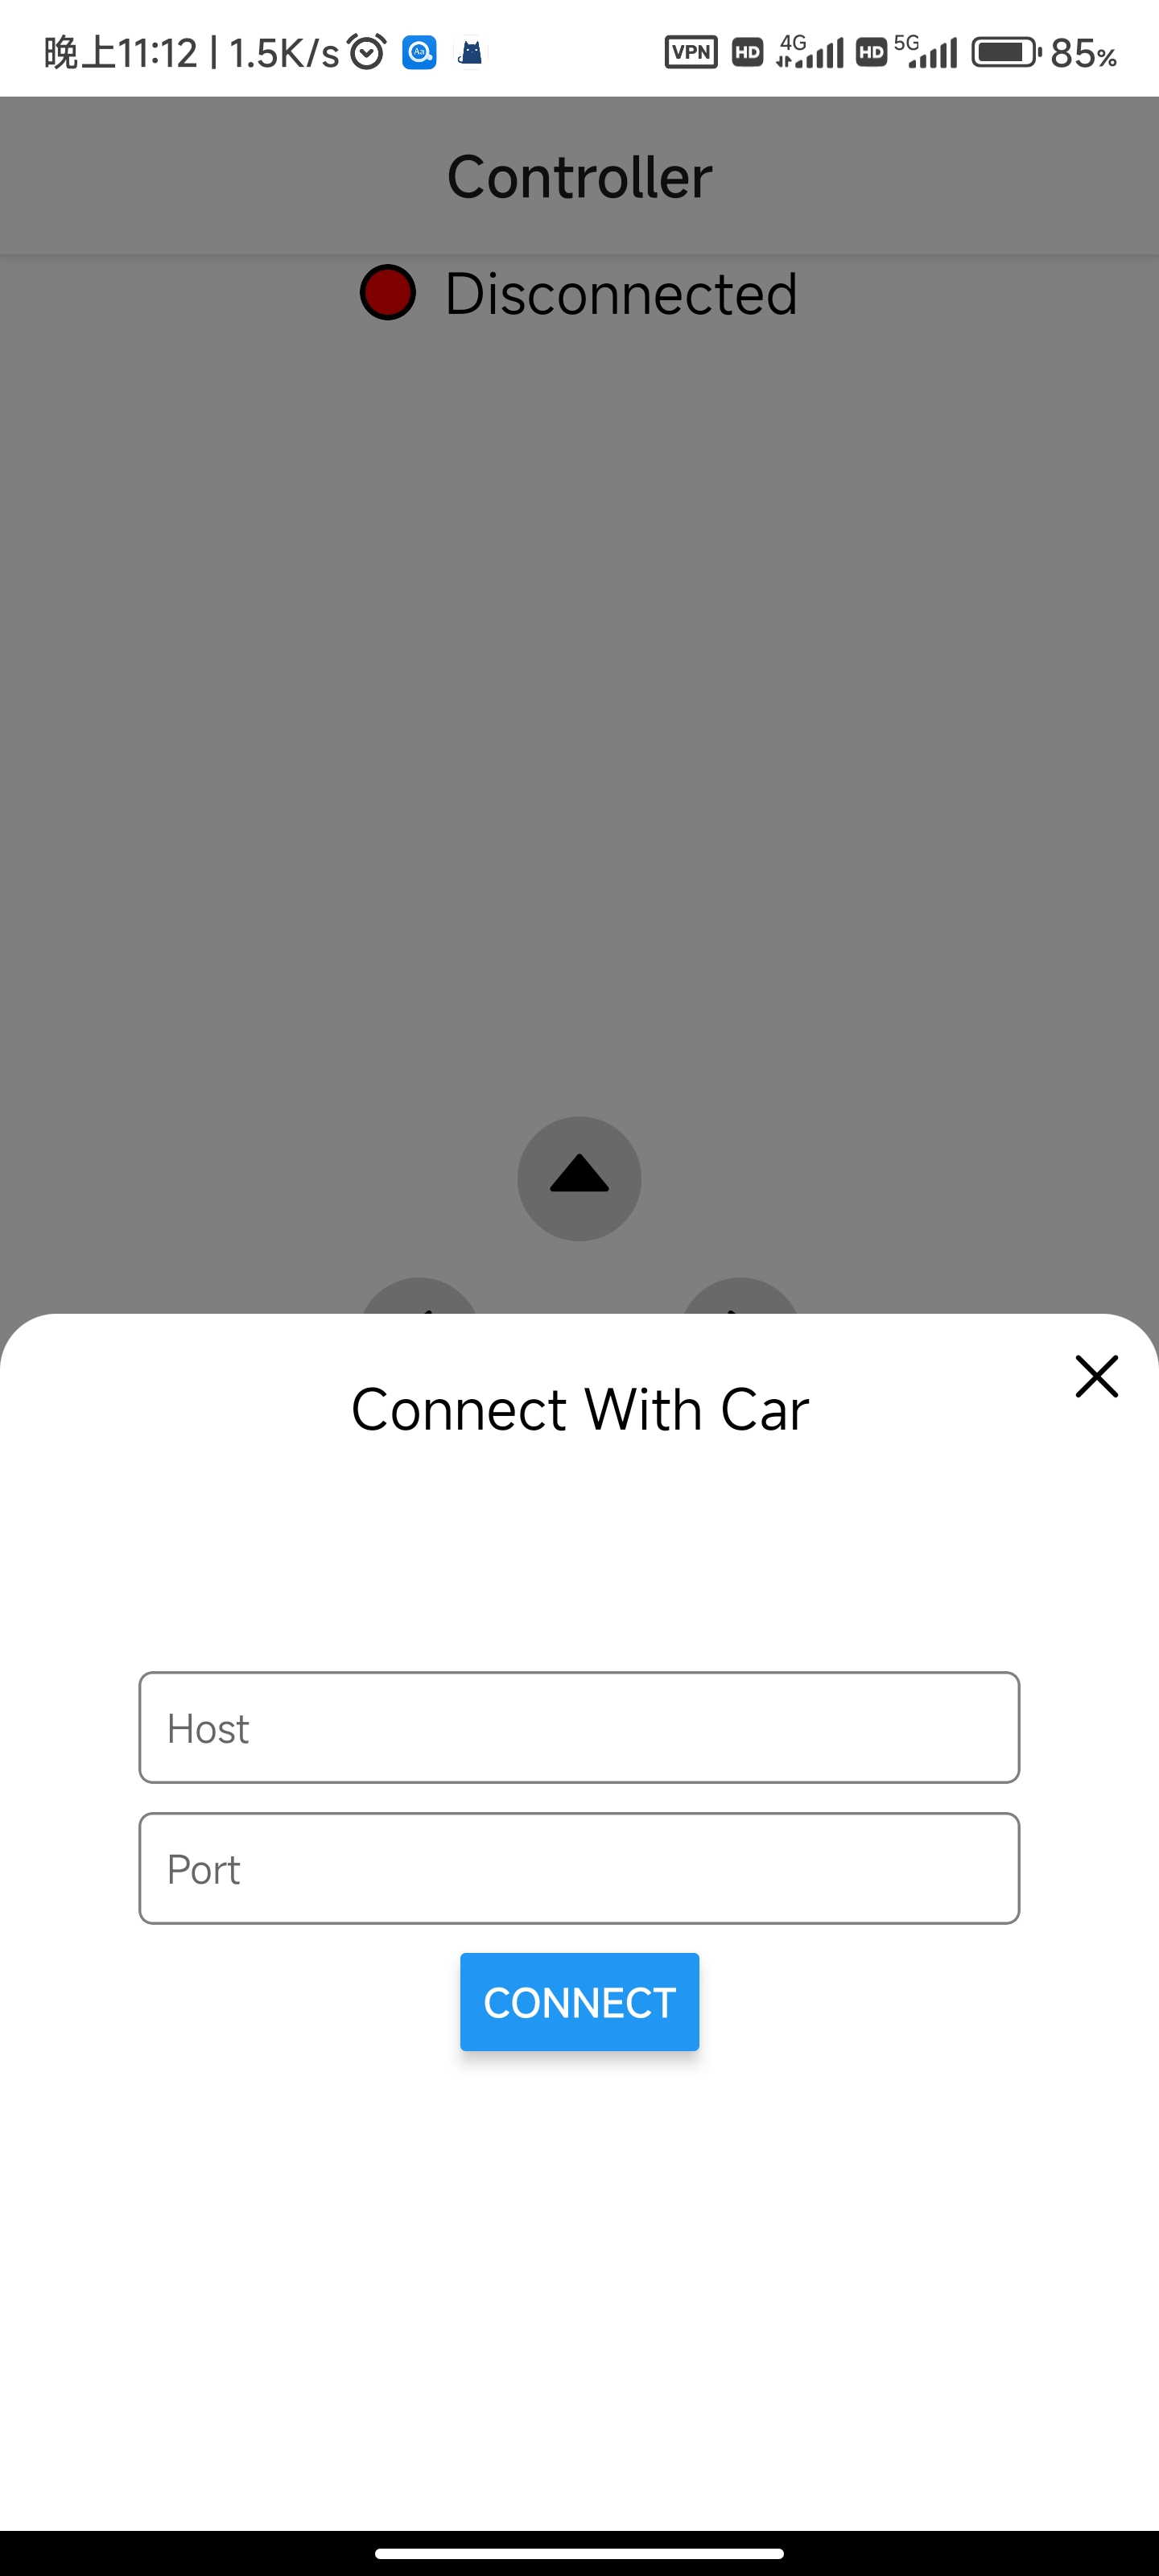 晚上11:12 | 1.5K/s Aa VPN HD 4G HD 5G 85%
Controller
Disconnected
Connect With Car
Host
Port
CONNECT